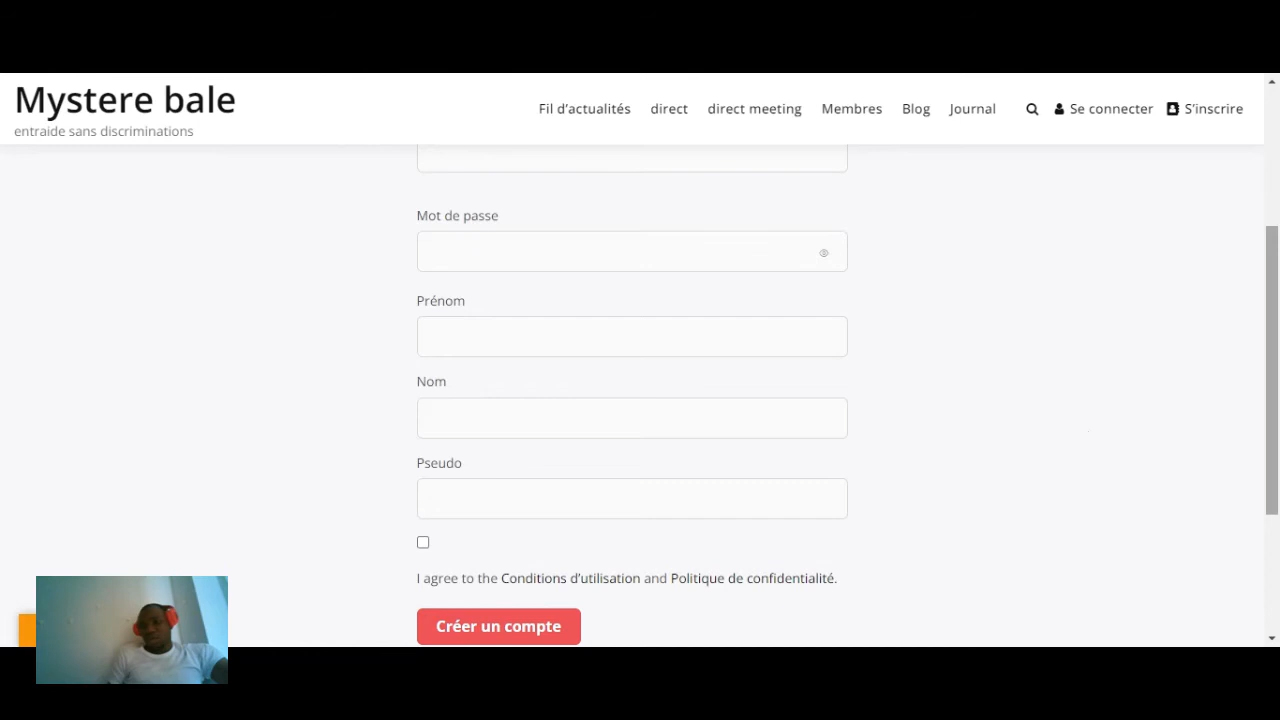 Mystere bale
entraide sans discriminations
Fil d'actualités direct direct meeting Membres Blog Journal Se connecter S'inscrire
Mot de passe
Prénom
Nom
Pseudo
I agree to the Conditions d'utilisation and Politique de confidentialité.
Créer un compte